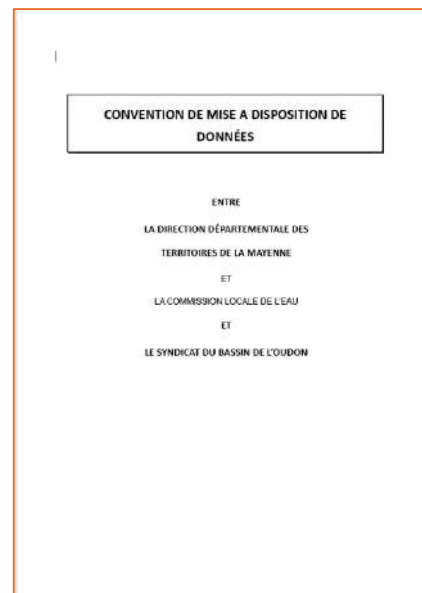 CONVENTION DE MISE A DISPOSITION DE
DONNÉES
ENTRE
LA DIRECTION DÉPARTEMENTALE DES
TERRITOIRES DE LA MAYENNE
ET
LA COMMISSION LOCALE DE L'EAU
ET
LE SYNDICAT DU BASSIN DE L'OUDON